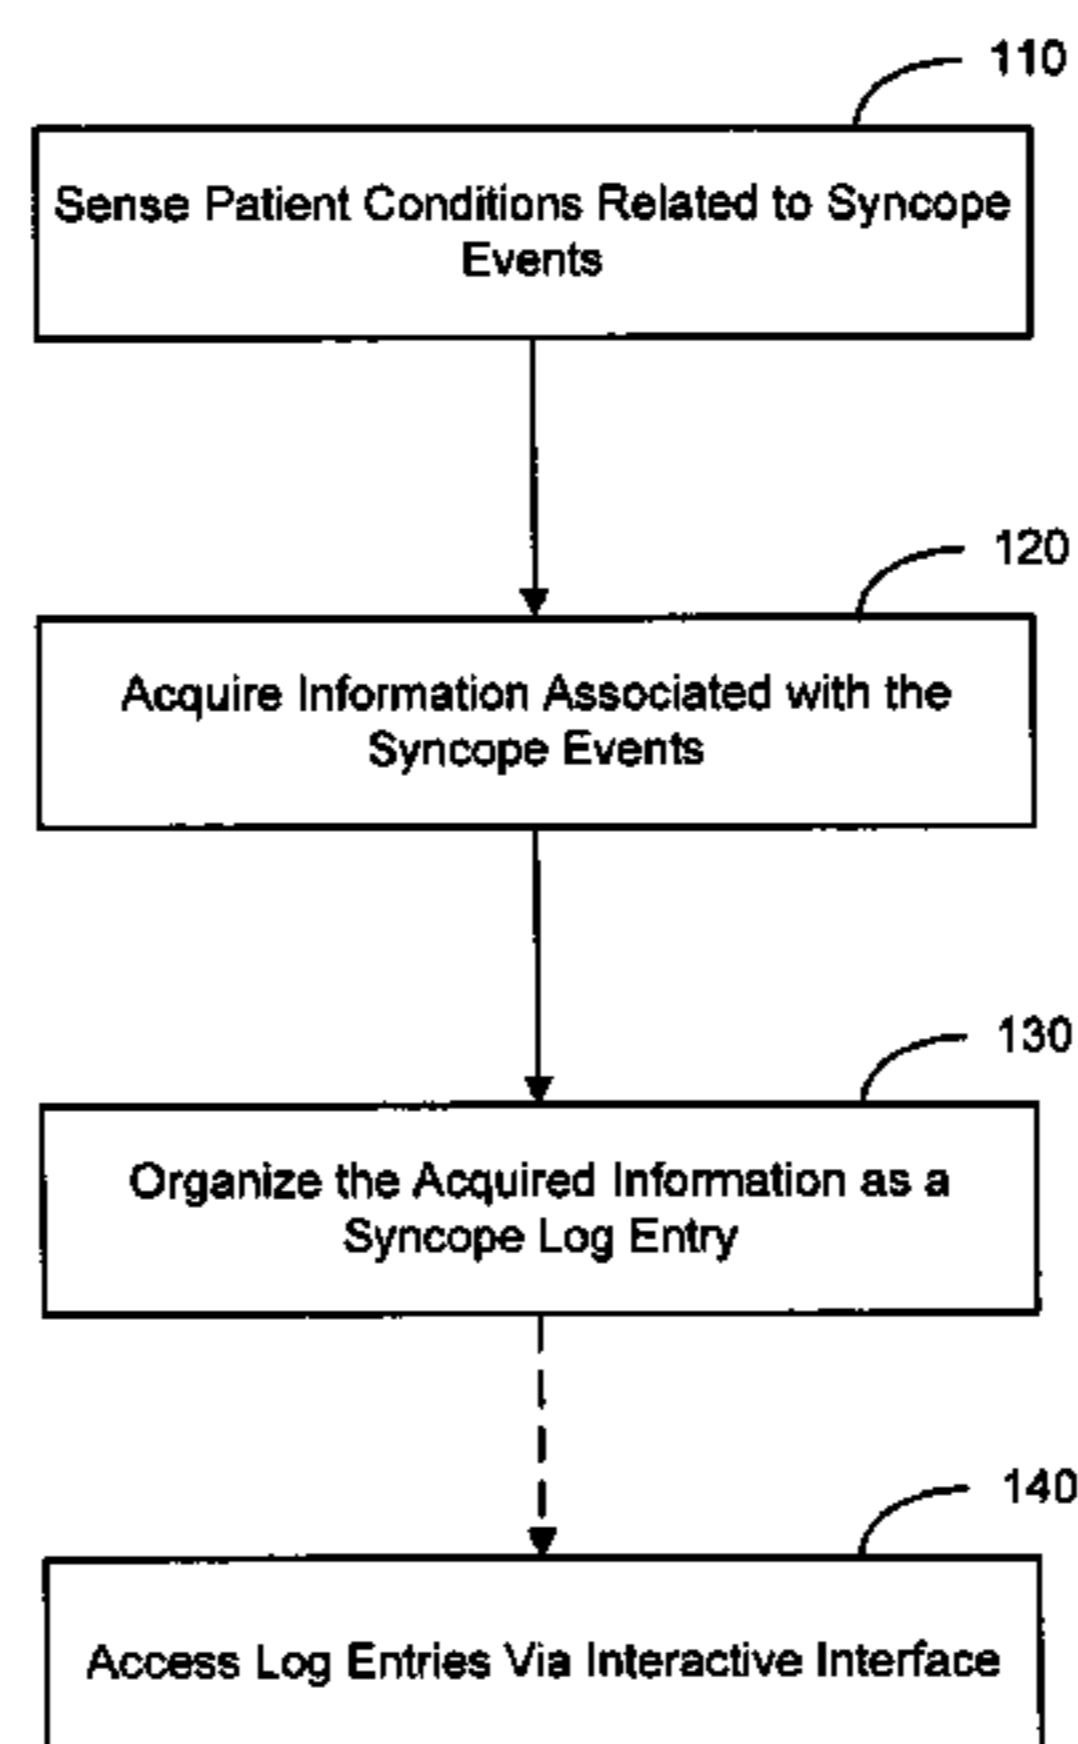 110
Sense Patient Conditions Related to Syncope
Events
120
Acquire Information Associated with the
Syncope Events
130
Organize the Acquired Information as a
Syncope Log Entry
140
Access Log Entries Via Interactive Interface